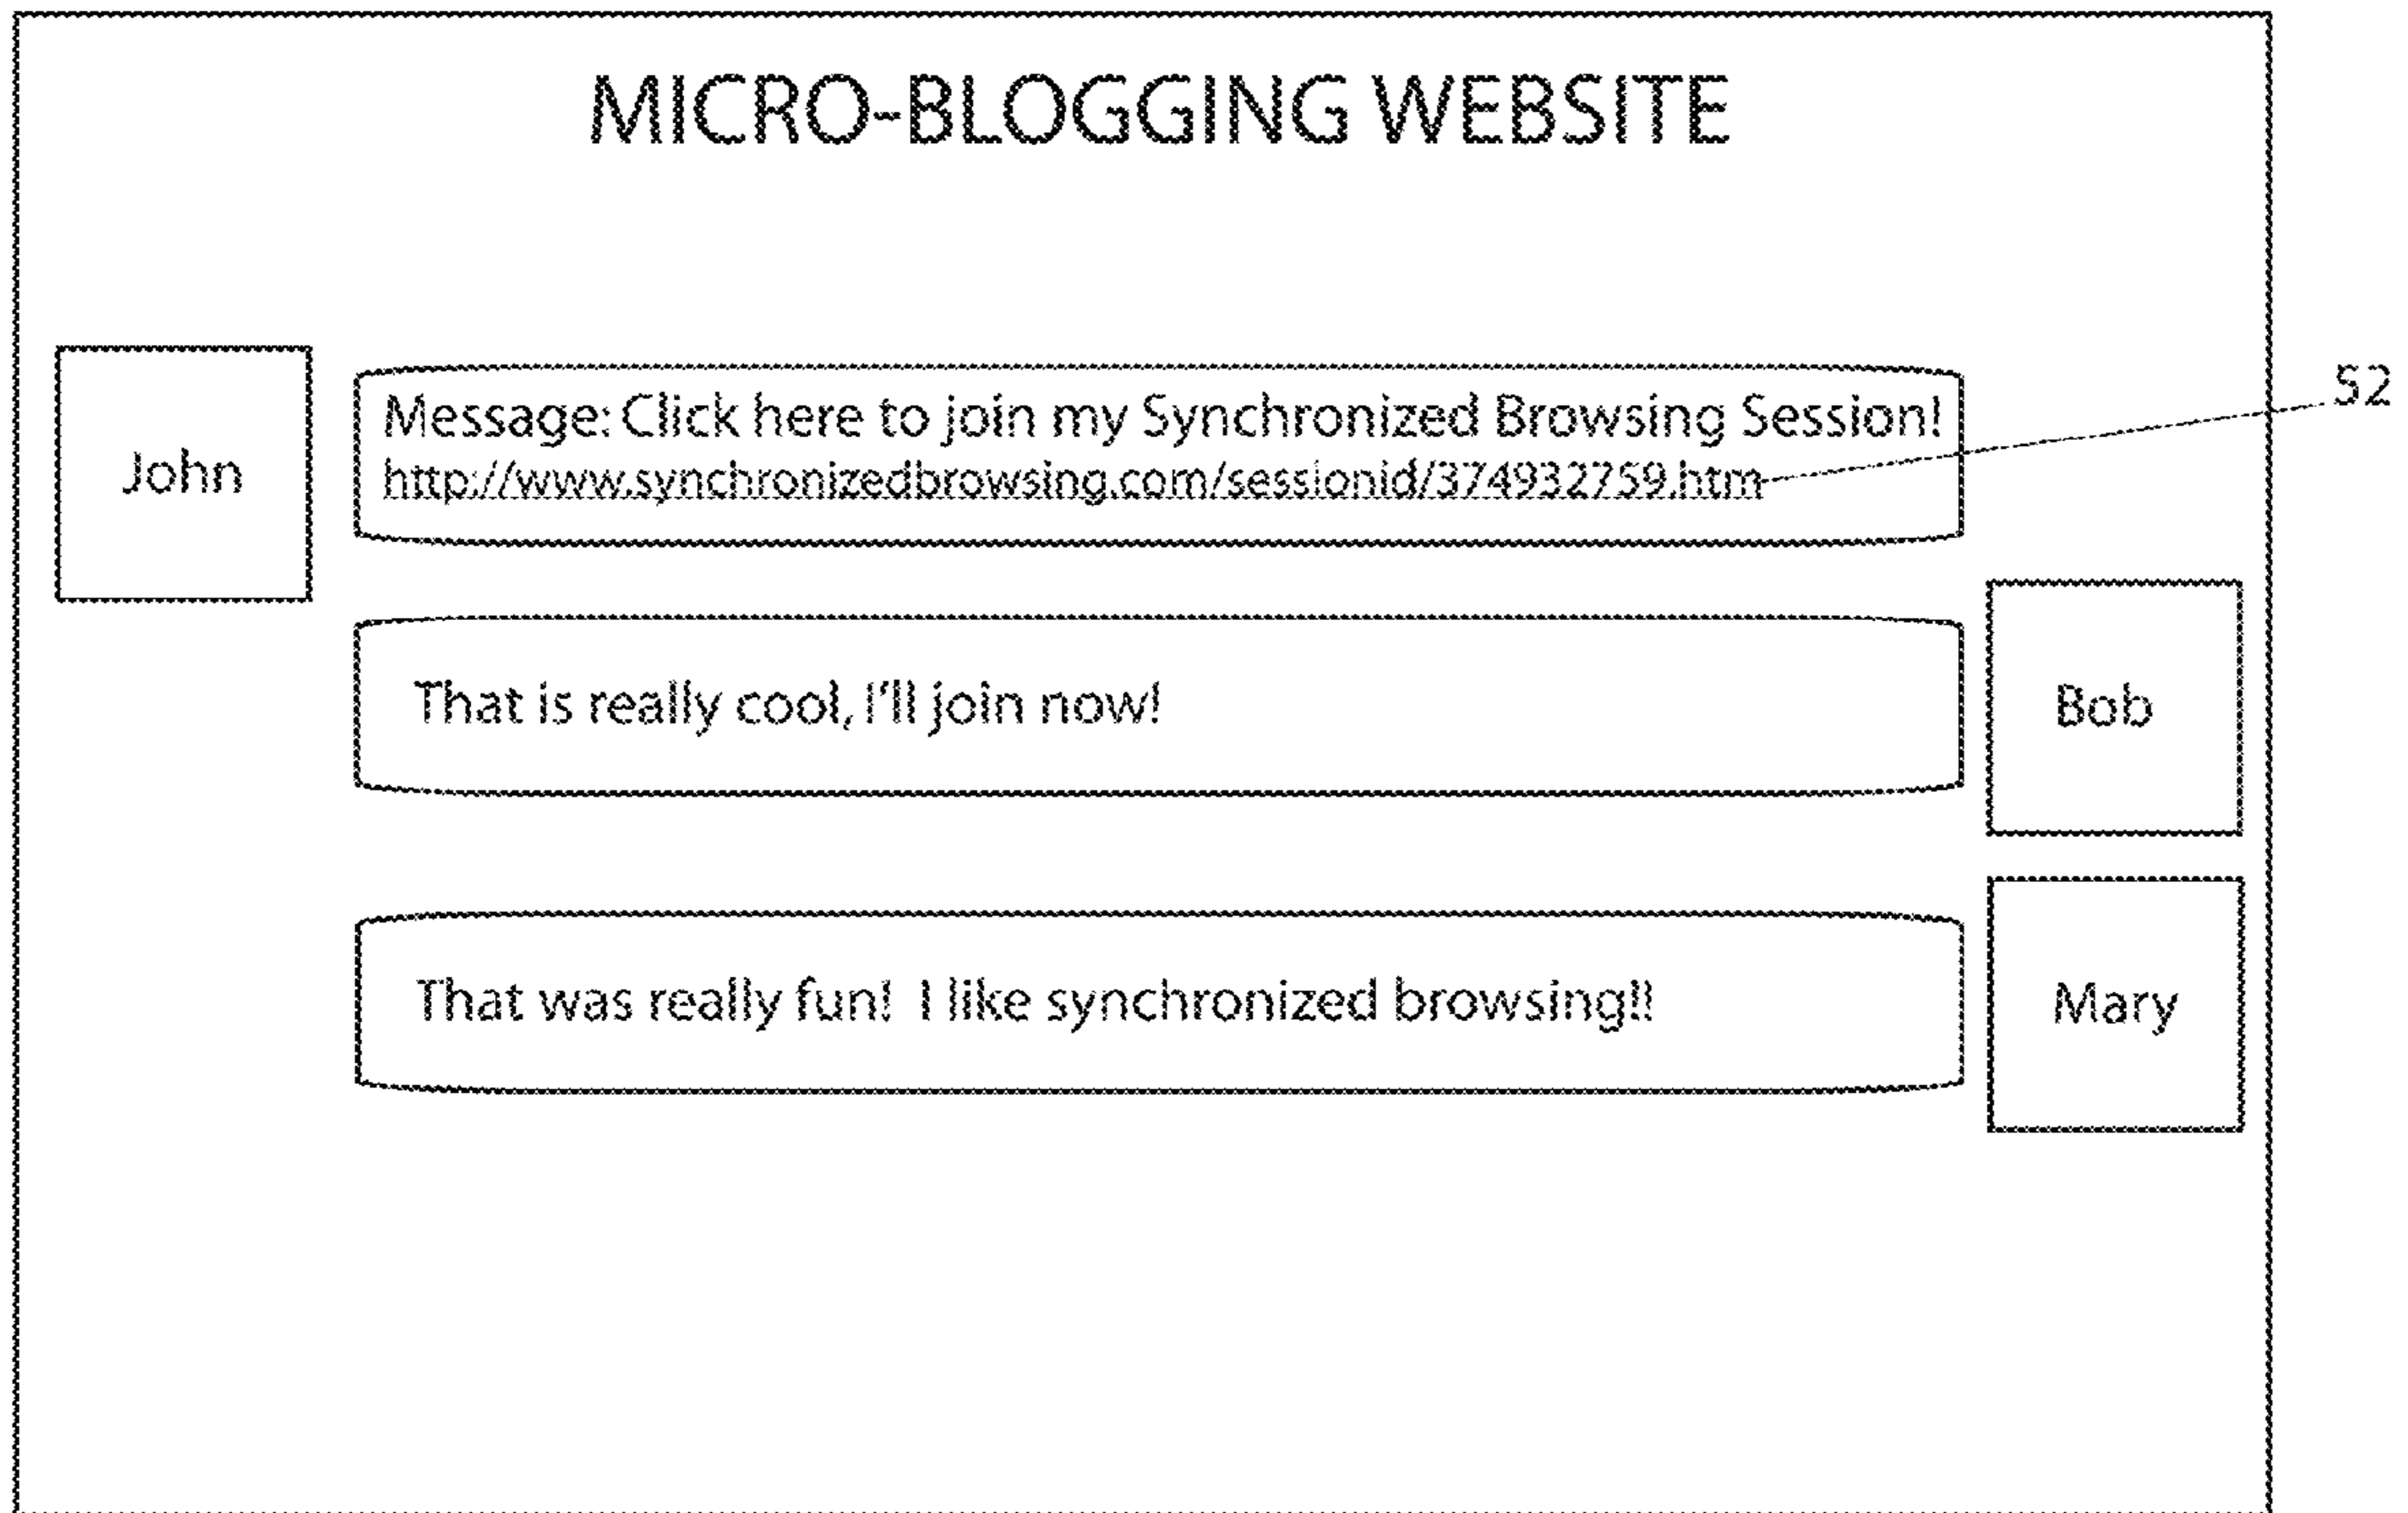 MICRO-BLOGGING WEBSITE
John
Message: Click here to join my Synchronized Browsing Session!
http://www.synchronizedbrowsing.com/sessionid/374932759.htm
52
That is really cool, I'll join now!
Bob
That was really fun!  I like synchronized browsing!!
Mary